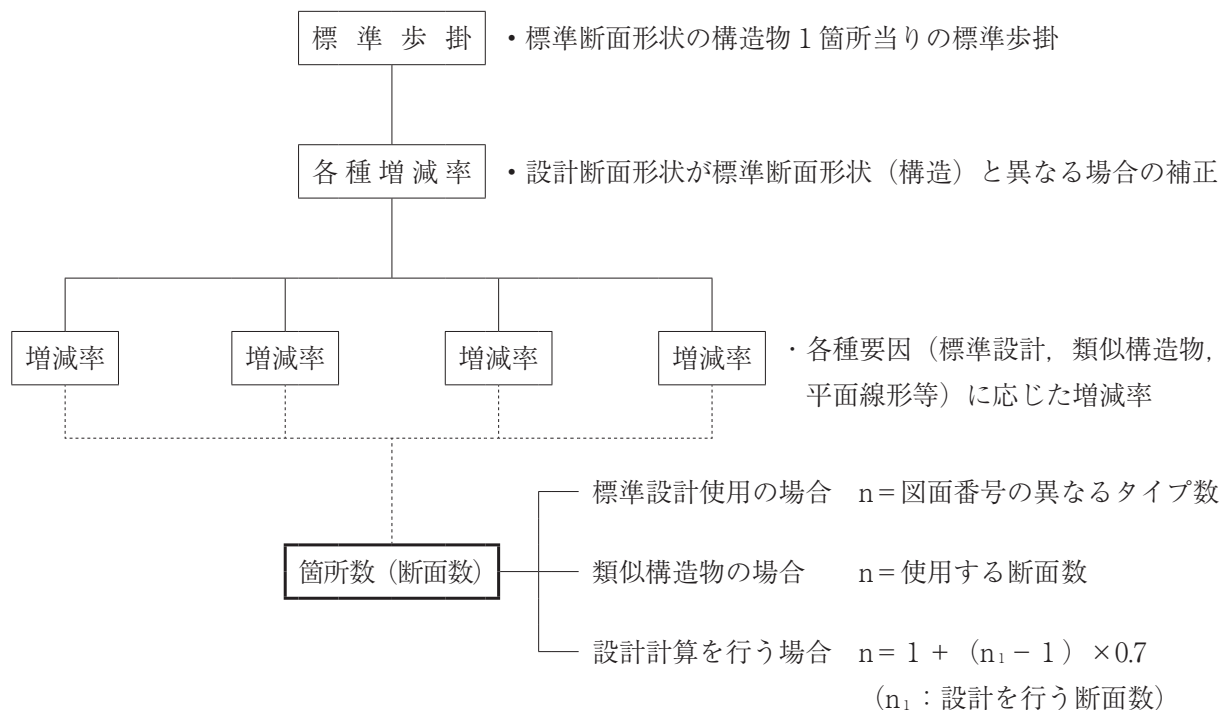 標準歩掛 ・標準断面形状の構造物1箇所当りの標準歩掛
各種増減率 ・設計断面形状が標準断面形状（構造）と異なる場合の補正
増減率 増減率 増減率 増減率 ・各種要因（標準設計，類似構造物，
平面線形等）に応じた増減率
標準設計使用の場合 n＝図面番号の異なるタイプ数
箇所数（断面数） 類似構造物の場合 n＝使用する断面数
設計計算を行う場合 n＝1＋（n₁－1）×0.7
（n₁：設計を行う断面数）